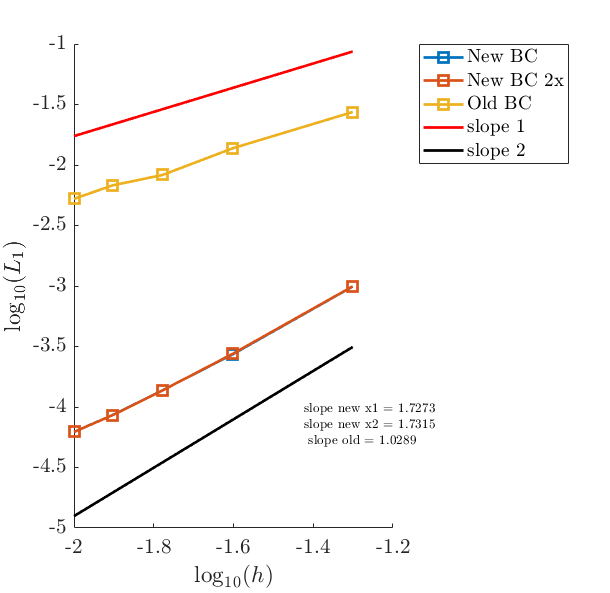 -1
-1.5
-2
-2.5
-3
-3.5
-4
-4.5
-5
log₁₀(L₁)
-2
-1.8
-1.6
-1.4
-1.2
log₁₀(h)
New BC
New BC 2x
Old BC
slope 1
slope 2
slope new x1 = 1.7273
slope new x2 = 1.7315
slope old = 1.0289